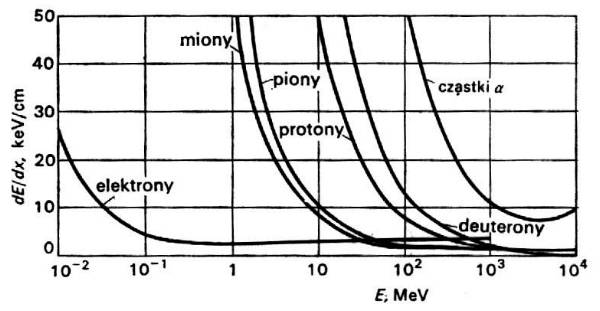 50
40
30
20
10
0
dE/dx, keV/cm
miony
piony
cząstki α
protony
elektrony
deuterony
10⁻² 10⁻¹ 1 10 10² 10³ 10⁴
E, MeV